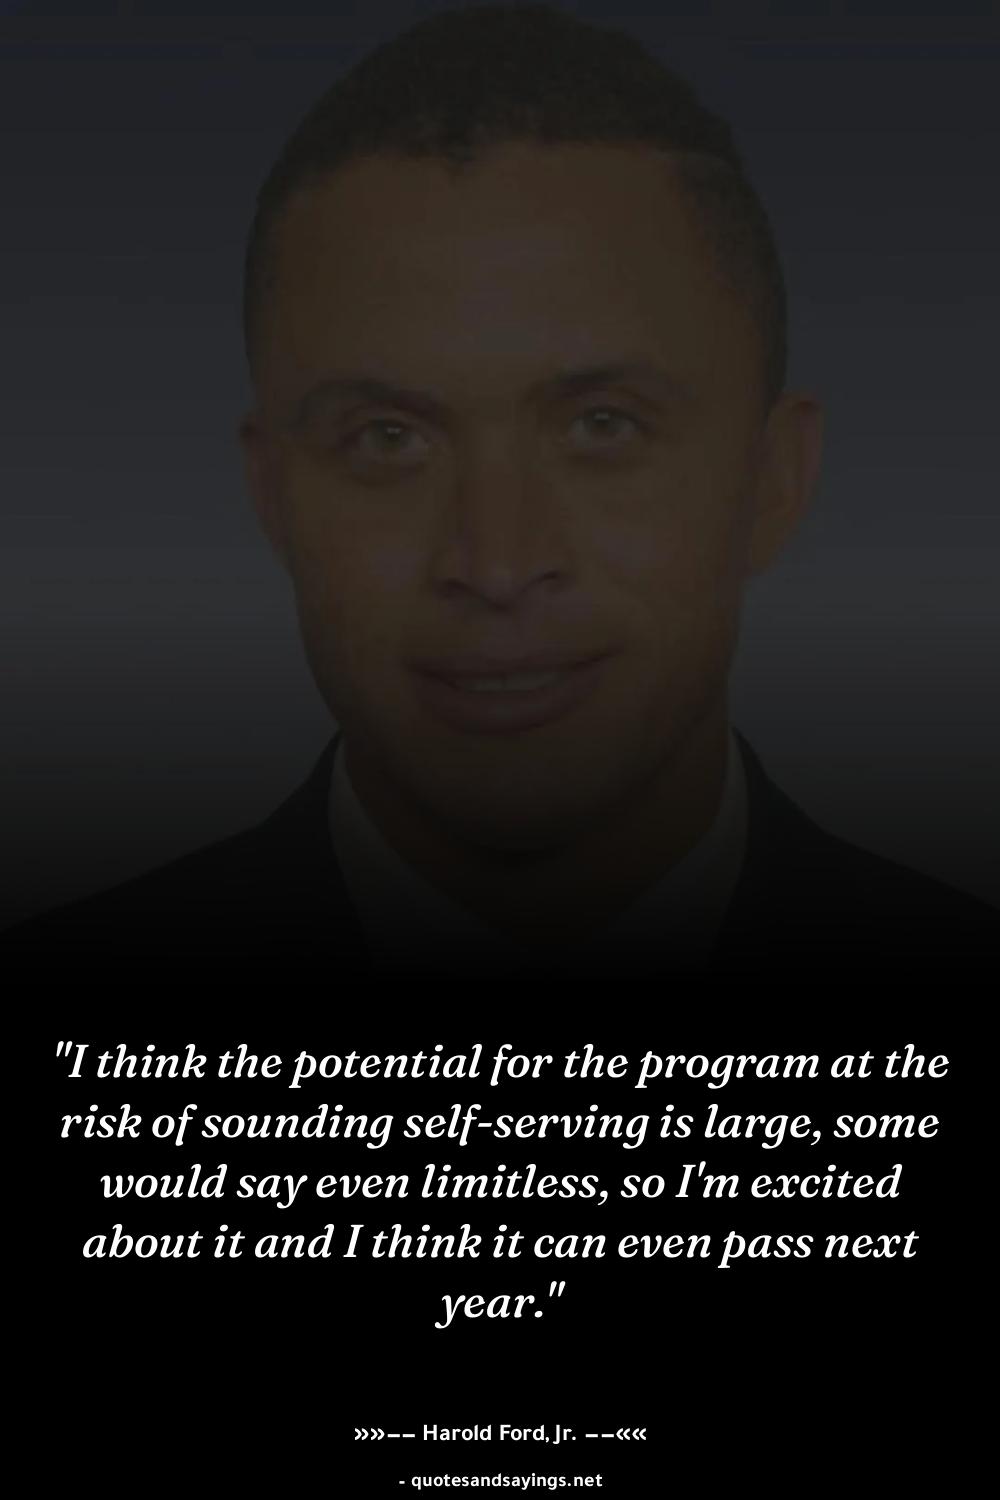 "I think the potential for the program at the
risk of sounding self-serving is large, some
would say even limitless, so I'm excited
about it and I think it can even pass next
year."
»»–– Harold Ford, Jr. ––««
- quotesandsayings.net